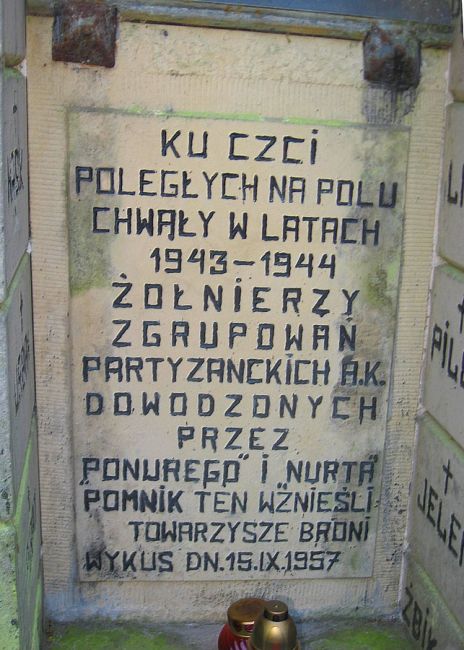 KU CZCI
POLEGŁYCH NA POLU
CHWAŁY W LATACH
1943-1944
ŻOŁNIERZY
ZGRUPOWAŃ
PARTYZANCKICH A.K.
DOWODZONYCH
PRZEZ
„PONUREGO" I NURTA"
POMNIK TEN WZNIEŚLI
TOWARZYSZE BRONI
WYKUS DN.15.IX.1957
ŻBIK